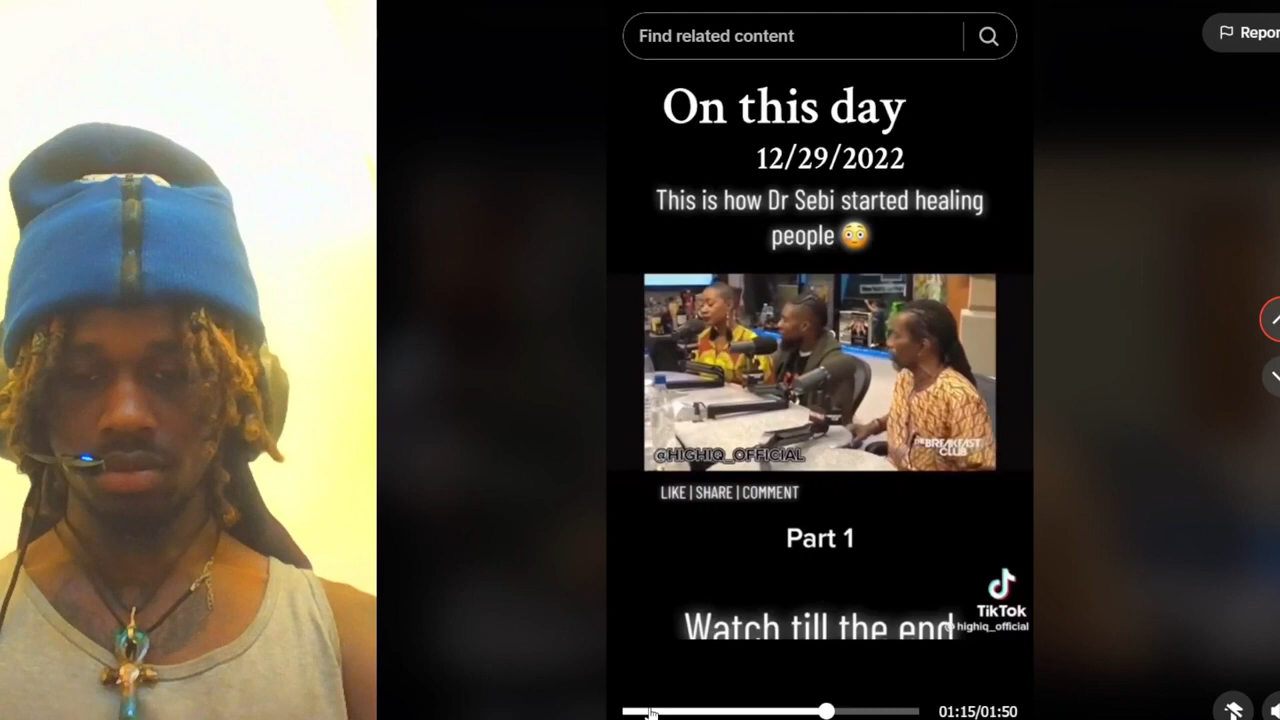 Find related content
Repor
On this day
12/29/2022
This is how Dr Sebi started healing
people 😳
THE BREAKFAST
CLUB
@HIGHIQ_OFFICIAL
LIKE | SHARE | COMMENT
Part 1
TikTok
Watch till the end
@highiq_official
01:15/01:50